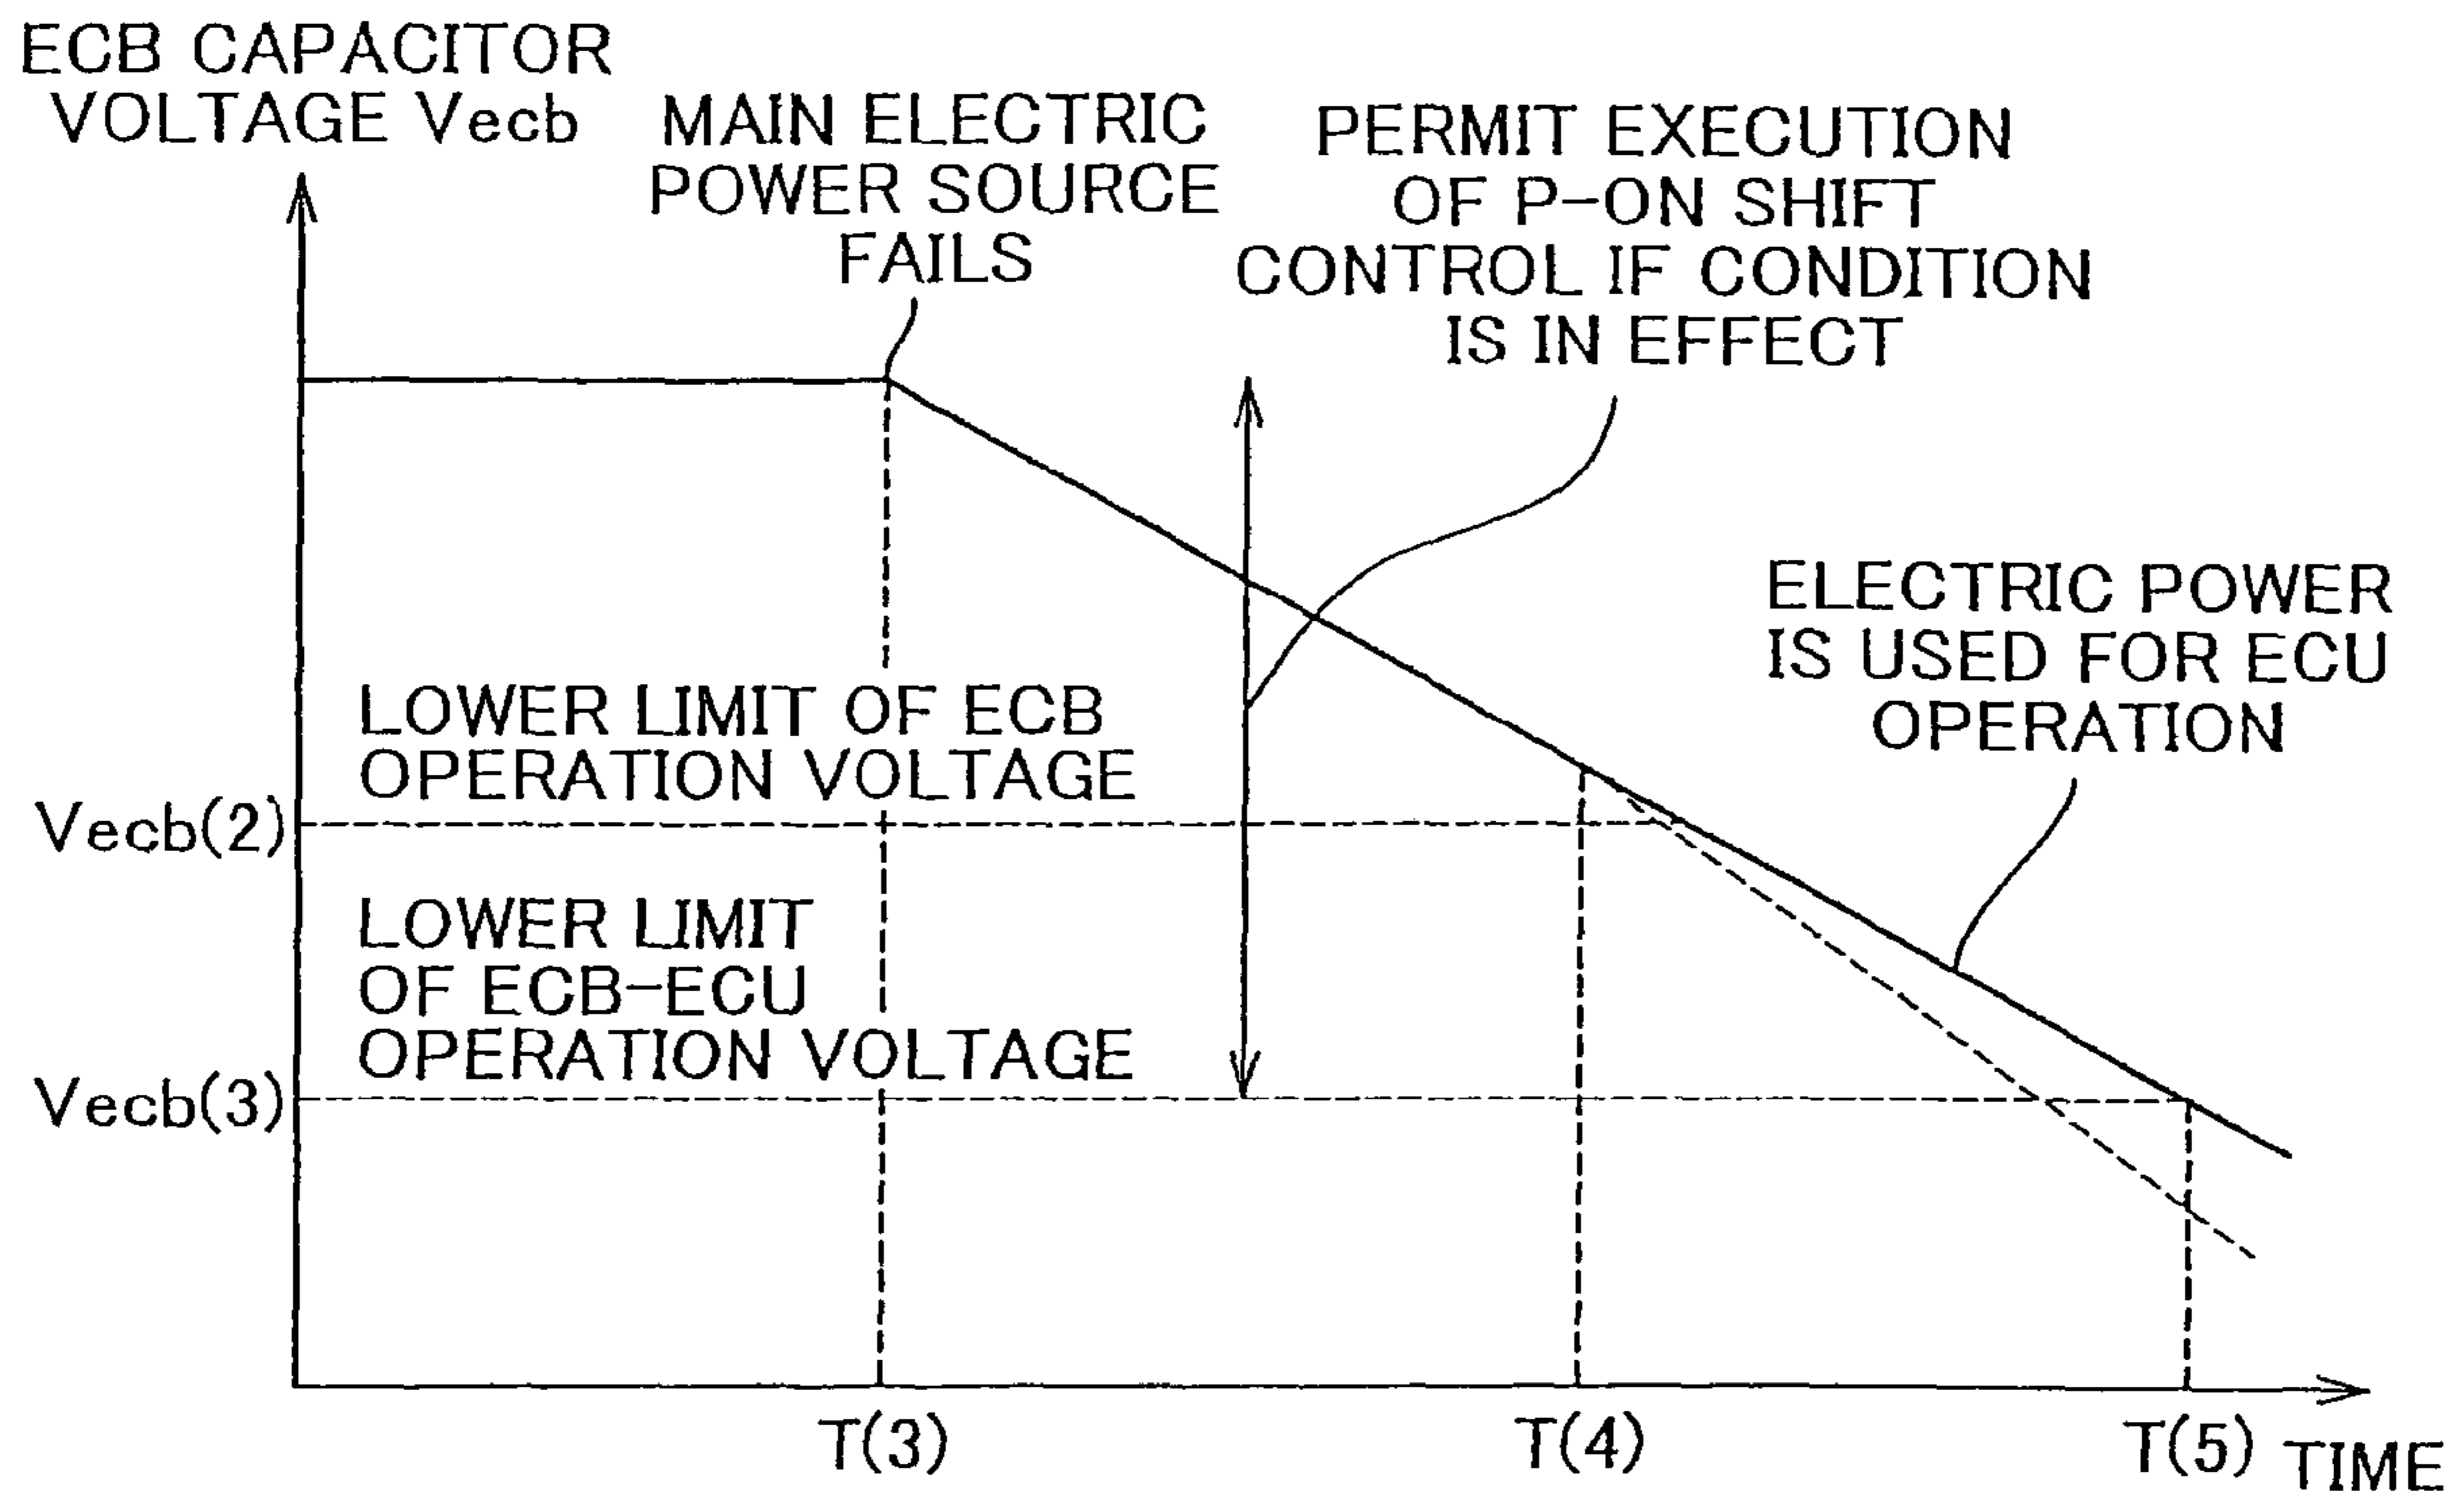 ECB CAPACITOR
VOLTAGE Vecb
MAIN ELECTRIC
POWER SOURCE
FAILS
PERMIT EXECUTION
OF P-ON SHIFT
CONTROL IF CONDITION
IS IN EFFECT
ELECTRIC POWER
IS USED FOR ECU
OPERATION
LOWER LIMIT OF ECB
OPERATION VOLTAGE
Vecb(2)
LOWER LIMIT
OF ECB-ECU
OPERATION VOLTAGE
Vecb(3)
T(3)
T(4)
T(5)
TIME